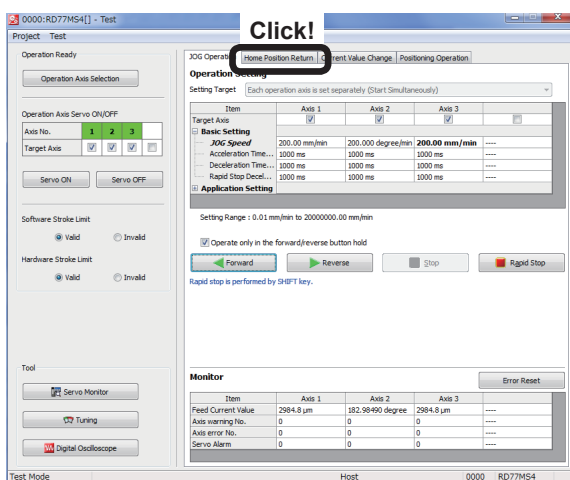 0000:RD77MS4[] - Test
Click!
Project Test
Operation Ready
Operation Axis Selection
Operation Axis Servo ON/OFF
Axis No. 1 2 3
Target Axis
Servo ON Servo OFF
Software Stroke Limit
Valid Invalid
Hardware Stroke Limit
Valid Invalid
Tool
Servo Monitor
Tuning
Digital Oscilloscope
JOG Operation Home Position Return Current Value Change Positioning Operation
Operation Setting
Setting Target Each operation axis is set separately (Start Simultaneously)
Item Axis 1 Axis 2 Axis 3
Target Axis
Basic Setting
JOG Speed 200.00 mm/min 200.000 degree/min 200.00 mm/min ----
Acceleration Time... 1000 ms 1000 ms 1000 ms ----
Deceleration Time... 1000 ms 1000 ms 1000 ms ----
Rapid Stop Decel... 1000 ms 1000 ms 1000 ms ----
Application Setting
Setting Range : 0.01 mm/min to 20000000.00 mm/min
Operate only in the forward/reverse button hold
Forward Reverse Stop Rapid Stop
Rapid stop is performed by SHIFT key.
Monitor
Error Reset
Item Axis 1 Axis 2 Axis 3
Feed Current Value 2984.8 µm 182.98490 degree 2984.8 µm ----
Axis warning No. 0 0 0 ----
Axis error No. 0 0 0 ----
Servo Alarm 0 0 0 ----
Test Mode Host 0000 RD77MS4